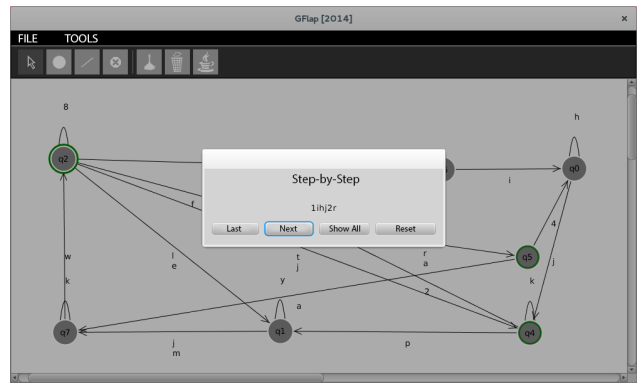 GFlap [2014]
×
FILE TOOLS
8
h
q2
q0
i
f
Step-by-Step
1ihj2r
Last Next Show All Reset
4
w
l
t
r
q5
j
e
j
a
k
y
2
k
a
q7
q1
q4
j
p
m